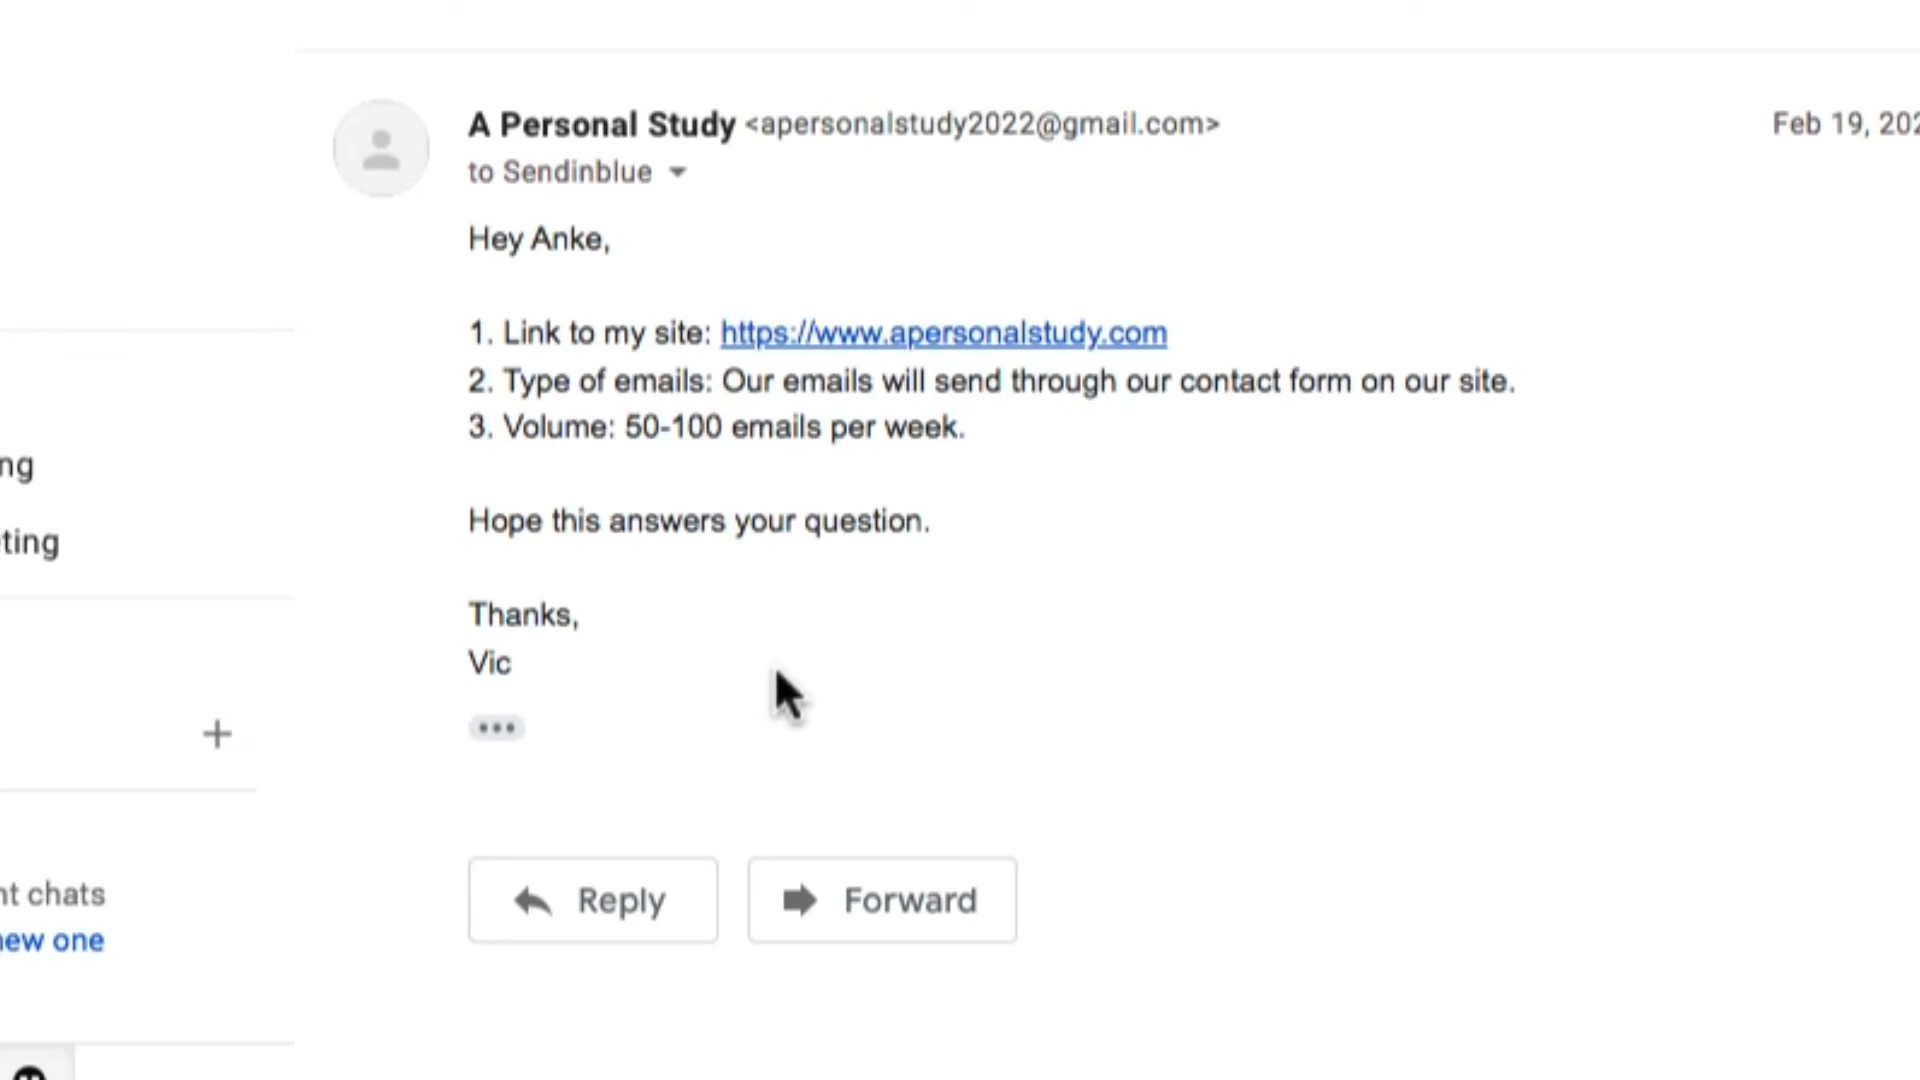 A Personal Study <apersonalstudy2022@gmail.com>
Feb 19, 202
to Sendinblue
Hey Anke,
1. Link to my site: https://www.apersonalstudy.com
2. Type of emails: Our emails will send through our contact form on our site.
3. Volume: 50-100 emails per week.
ng
Hope this answers your question.
ting
Thanks,
Vic
nt chats
new one
Reply
Forward